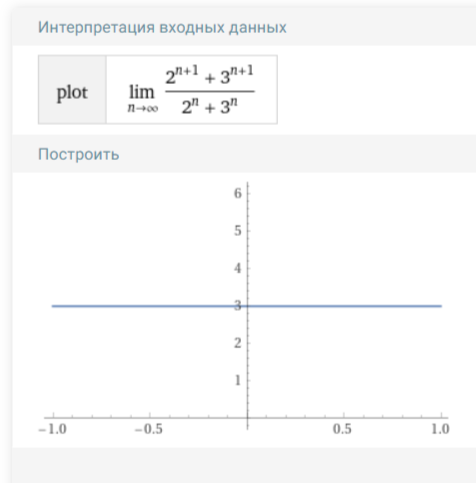 Интерпретация входных данных
plot lim n→∞ (2^(n+1) + 3^(n+1)) / (2^n + 3^n)
Построить
6
5
4
3
2
1
−1.0 −0.5 0.5 1.0